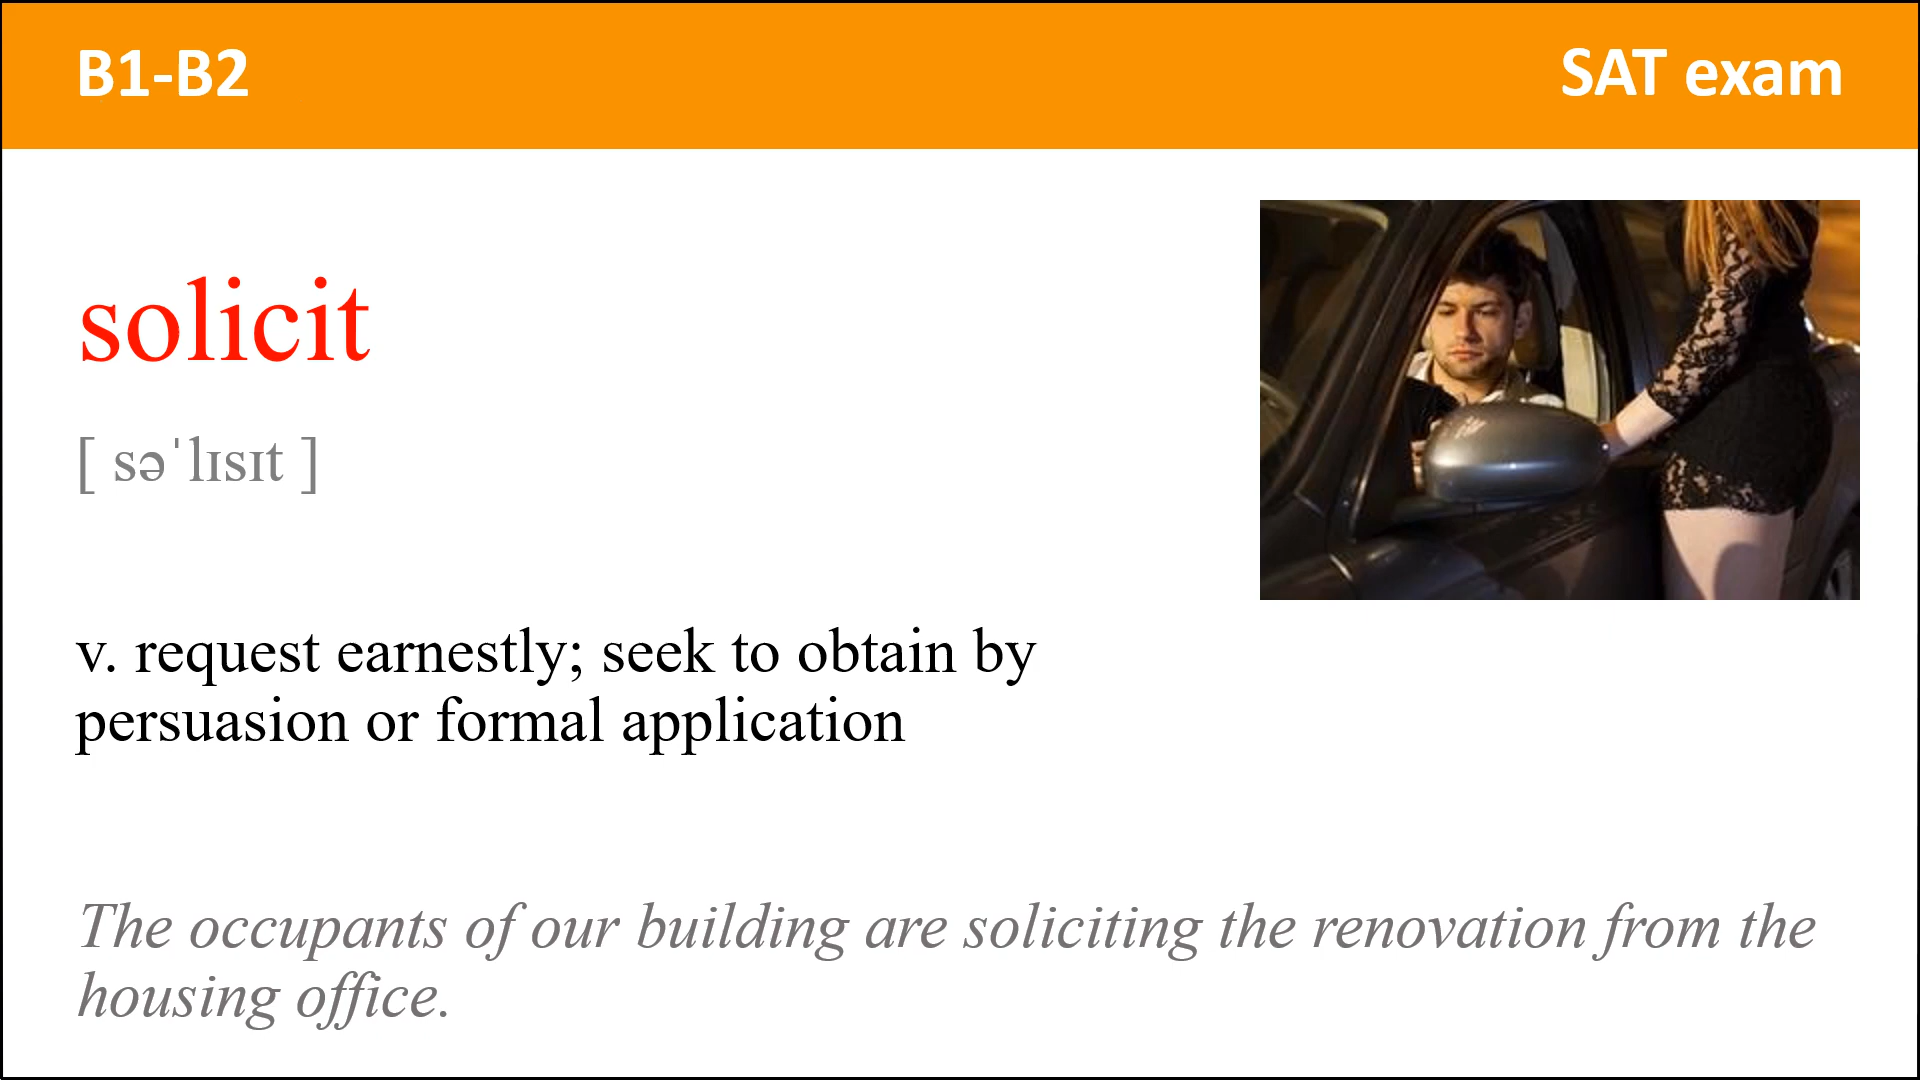 B1-B2
SAT exam
solicit
[ səˈlɪsɪt ]
v. request earnestly; seek to obtain by
persuasion or formal application
The occupants of our building are soliciting the renovation from the
housing office.